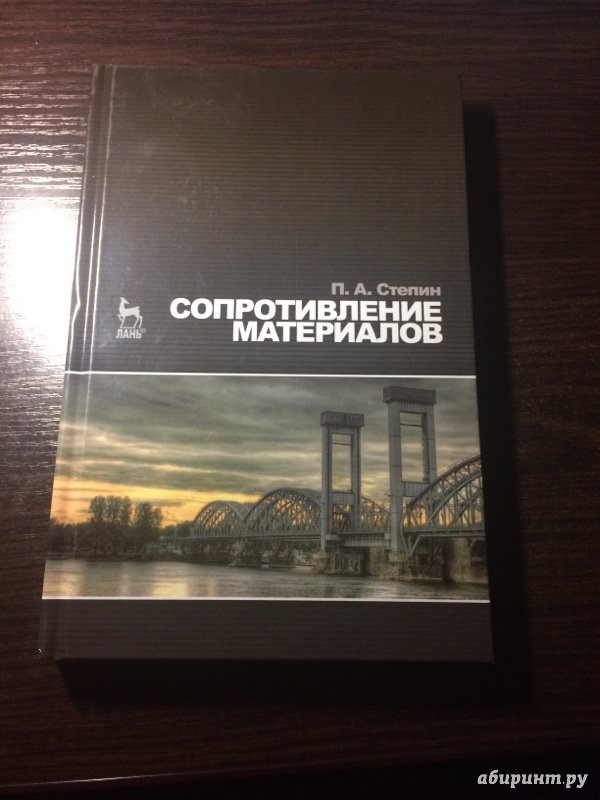 П. А. Степин
СОПРОТИВЛЕНИЕ
МАТЕРИАЛОВ
ЛАНЬ®
абиринт.ру